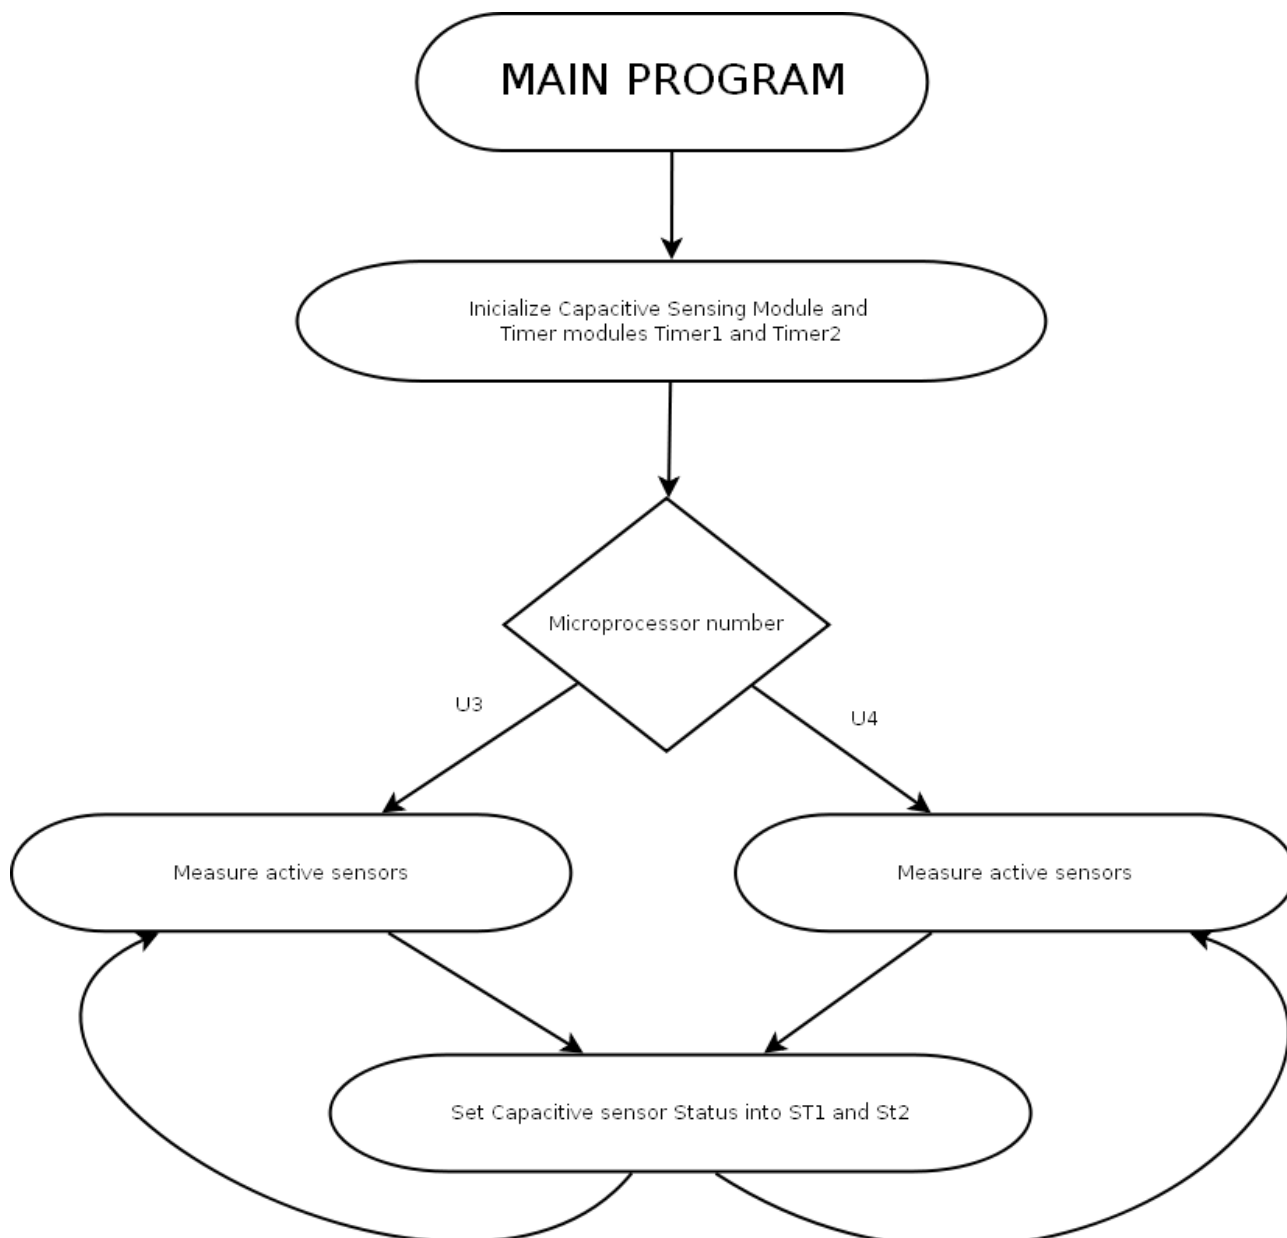 MAIN PROGRAM
Inicialize Capacitive Sensing Module and
Timer modules Timer1 and Timer2
Microprocessor number
U3
U4
Measure active sensors
Measure active sensors
Set Capacitive sensor Status into ST1 and St2